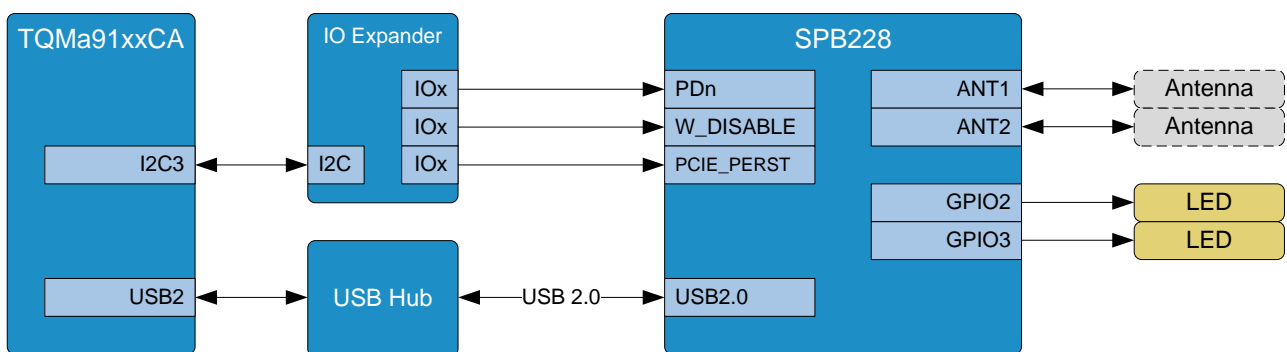 TQMa91xxCA
I2C3
USB2
IO Expander
IOx
IOx
IOx
I2C
USB Hub
USB 2.0
SPB228
PDn
W_DISABLE
PCIE_PERST
USB2.0
ANT1
ANT2
GPIO2
GPIO3
Antenna
Antenna
LED
LED